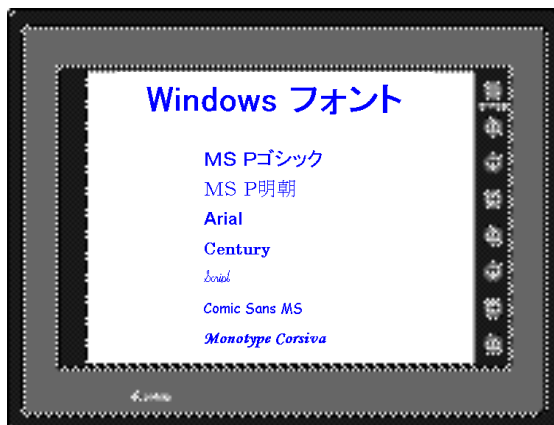 Windows フォント
MS Pゴシック
MS P明朝
Arial
Century
Script
Comic Sans MS
Monotype Corsiva